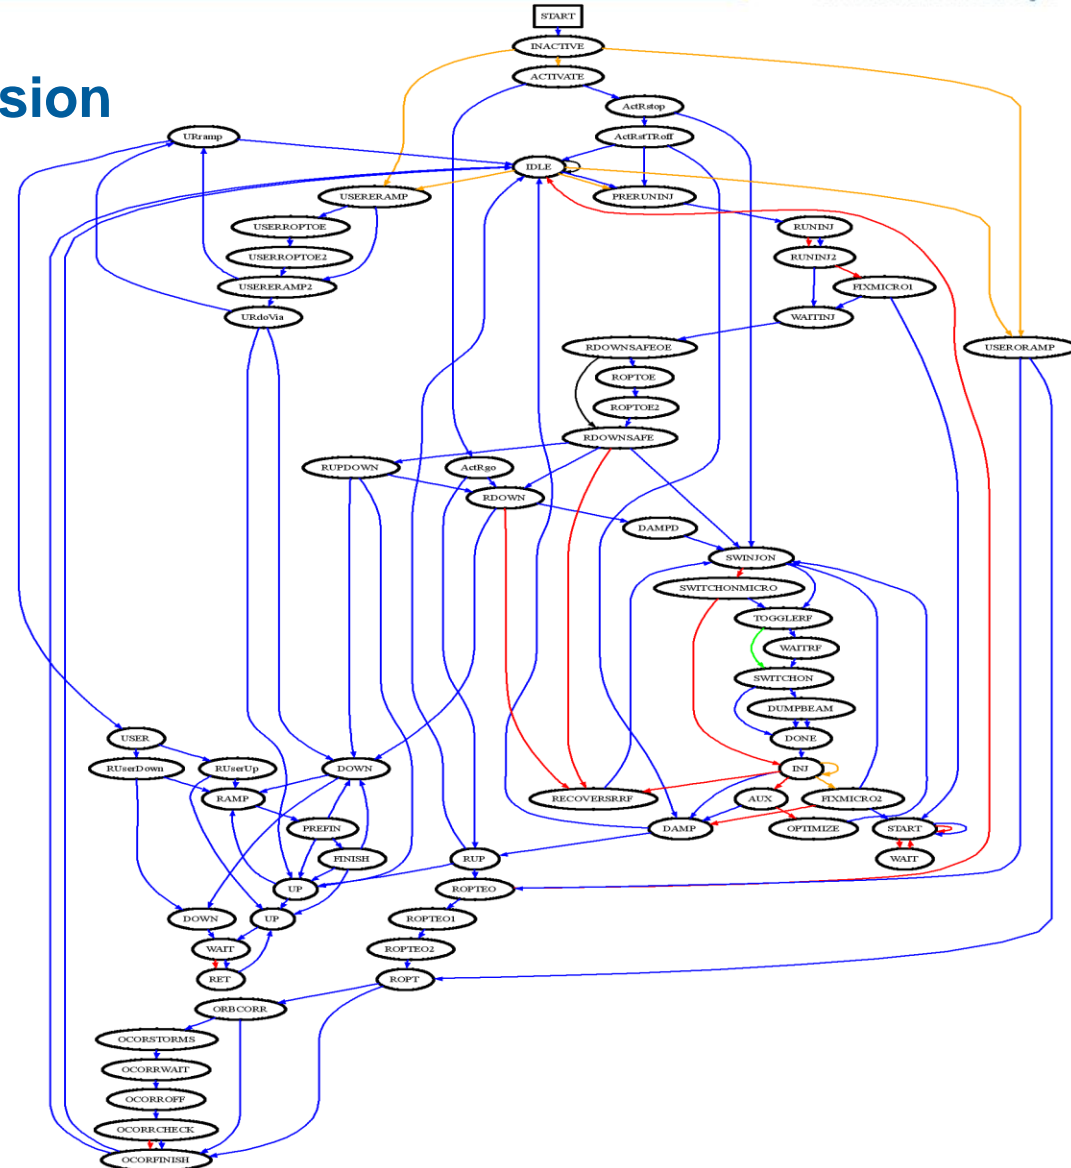 START
INACTIVE
ACTIVATE
sion
ActRstop
URramp
ActRstTRoff
IDLE
USERERAMP
PRERUNINJ
USERROPTOE
RUNINJ
USERROPTOE2
RUNINJ2
USERERAMP2
FIXMICRO1
URdoVia
WAITINJ
RDOWNSAFEOE
USERORAMP
ROPTOE
ROPTOE2
RDOWNSAFE
RUPDOWN
ActRgo
RDOWN
DAMPD
SWINJON
SWITCHONMICRO
TOGGLERF
WAITRF
SWITCHON
DUMPBEAM
USER
DONE
RUserDown
RUserUp
DOWN
INJ
RAMP
RECOVERSRRF
AUX
FIXMICRO2
PREFIN
DAMP
OPTIMIZE
START
FINISH
RUP
WAIT
UP
ROPTEO
DOWN
UP
ROPTEO1
WAIT
ROPTEO2
RET
ROPT
ORBCORR
OCORSTORMS
OCORRWAIT
OCORROFF
OCORRCHECK
OCORFINISH